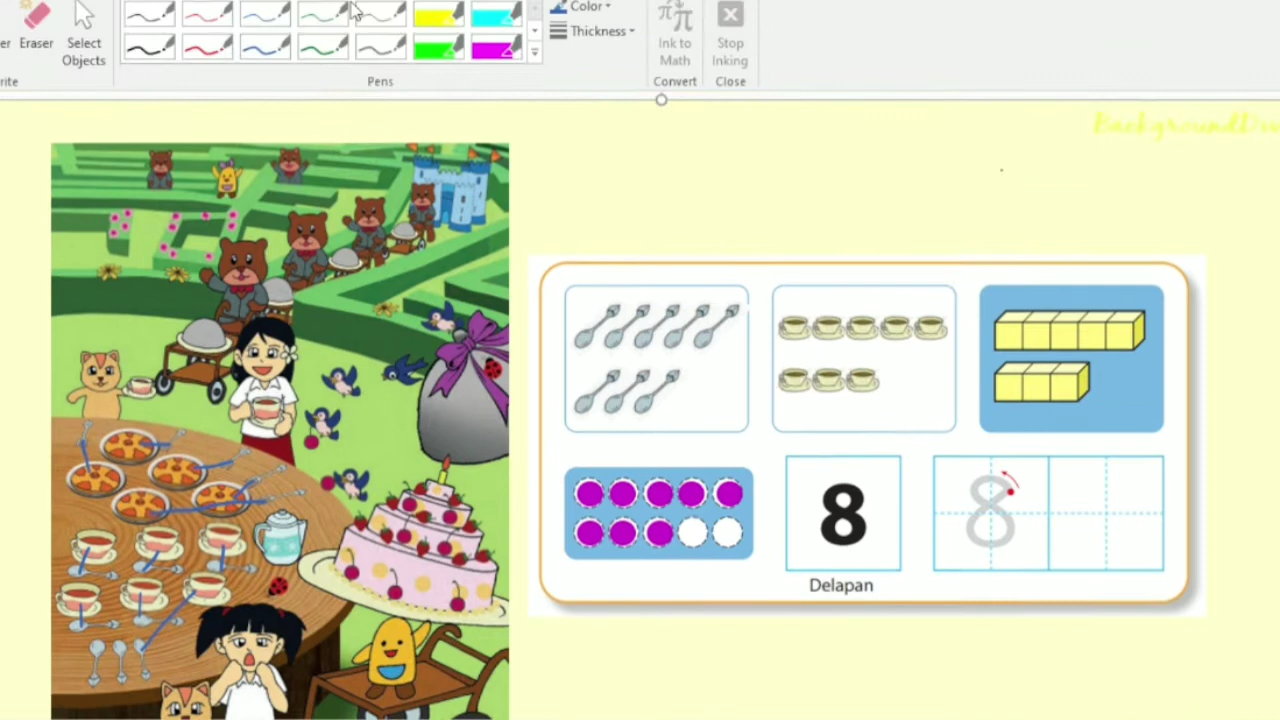 Color
Eraser
Select
Objects
Thickness
Ink to
Math
Stop
Inking
Pens
Convert
Close
8
8
Delapan